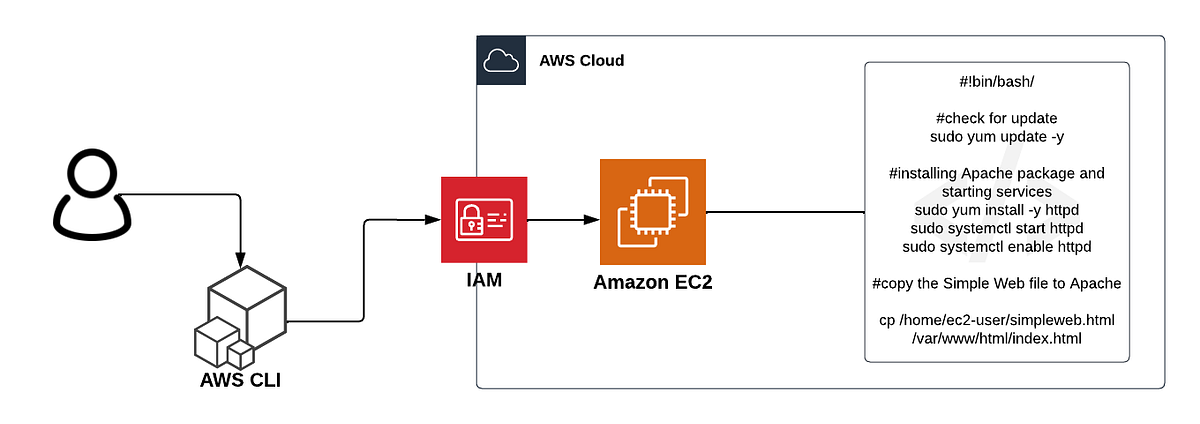 AWS Cloud
#!bin/bash/
#check for update
sudo yum update -y
#installing Apache package and
starting services
sudo yum install -y httpd
sudo systemctl start httpd
sudo systemctl enable httpd
#copy the Simple Web file to Apache
cp /home/ec2-user/simpleweb.html
/var/www/html/index.html
IAM
Amazon EC2
AWS CLI